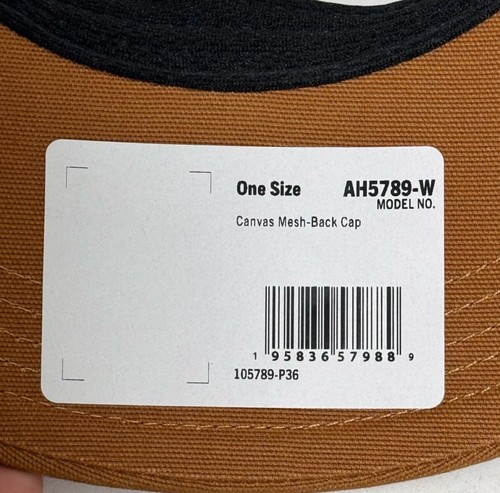 One Size AH5789-W
MODEL NO.
Canvas Mesh-Back Cap
1 95836 57988 9
105789-P36